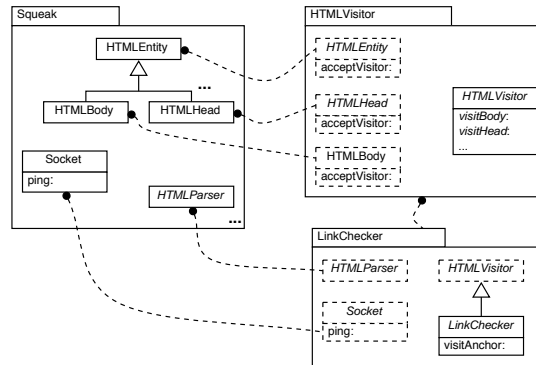 Squeak
HTMLEntity
...
HTMLBody
HTMLHead
Socket
ping:
HTMLParser
...
HTMLVisitor
HTMLEntity
acceptVisitor:
HTMLHead
acceptVisitor:
HTMLBody
acceptVisitor:
HTMLVisitor
visitBody:
visitHead:
...
LinkChecker
HTMLParser
HTMLVisitor
Socket
ping:
LinkChecker
visitAnchor: